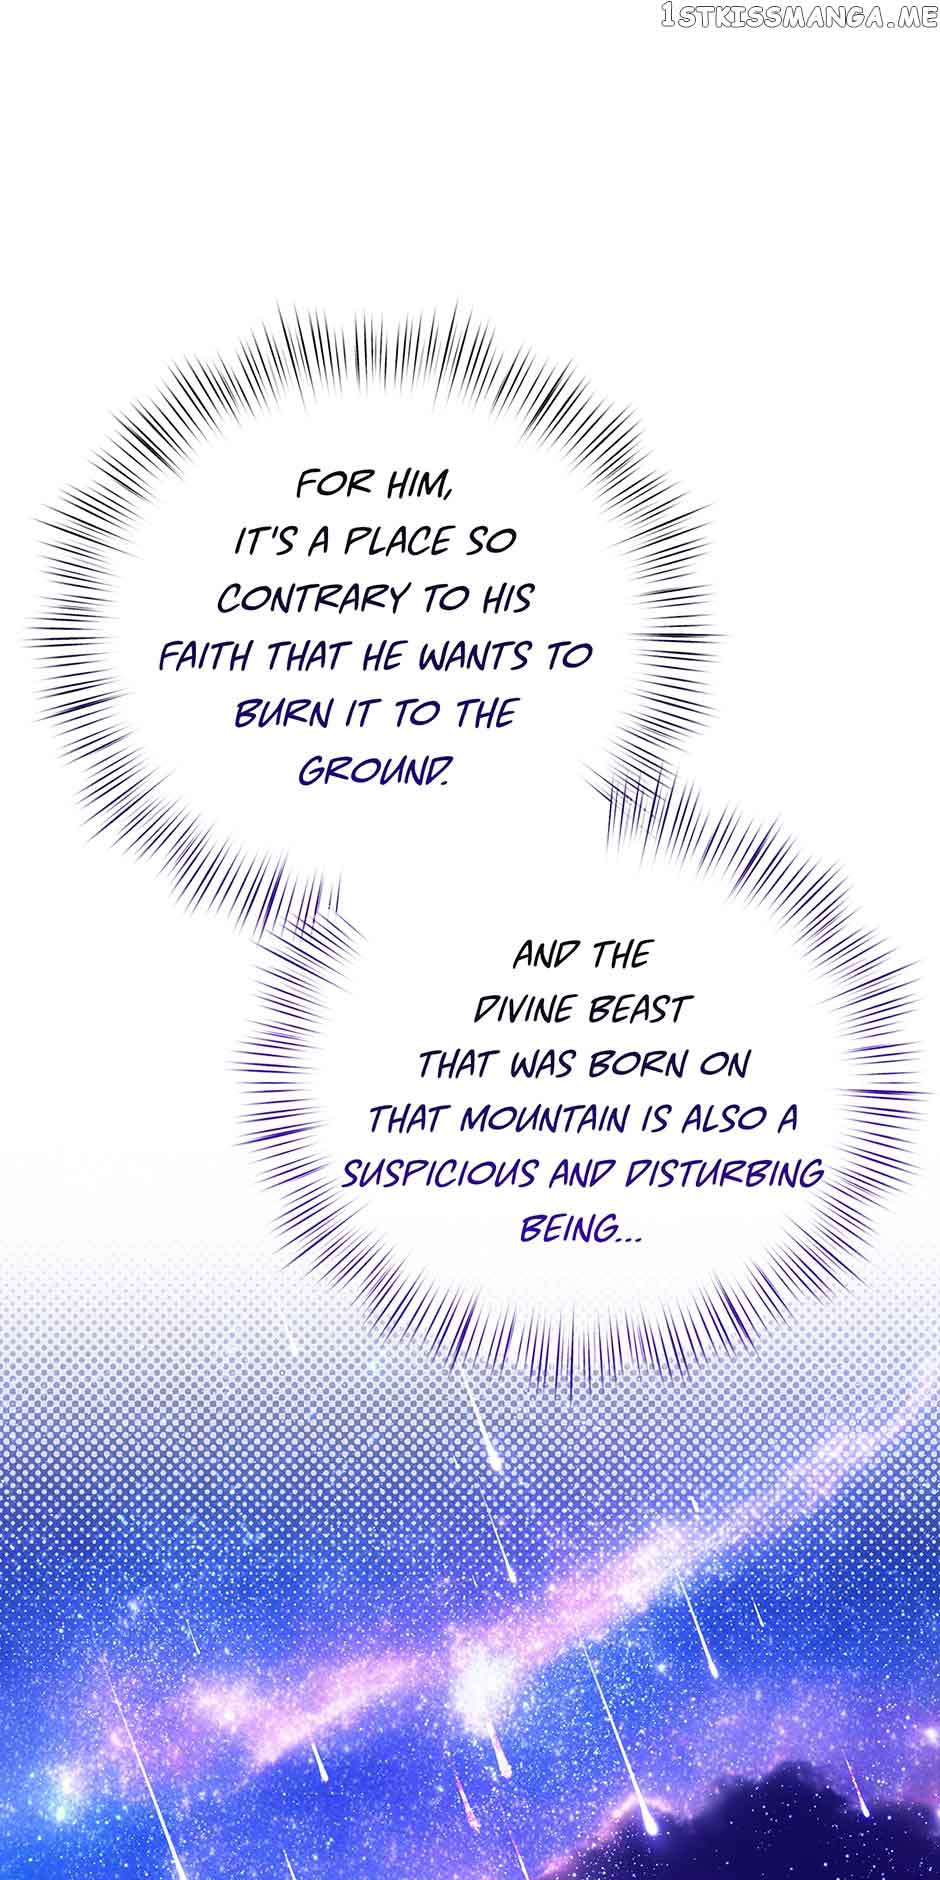 1STKISSMANGA.ME
FOR HIM,
IT'S A PLACE SO
CONTRARY TO HIS
FAITH THAT HE WANTS TO
BURN IT TO THE
GROUND.
AND THE
DIVINE BEAST
THAT WAS BORN ON
THAT MOUNTAIN IS ALSO A
SUSPICIOUS AND DISTURBING
BEING...